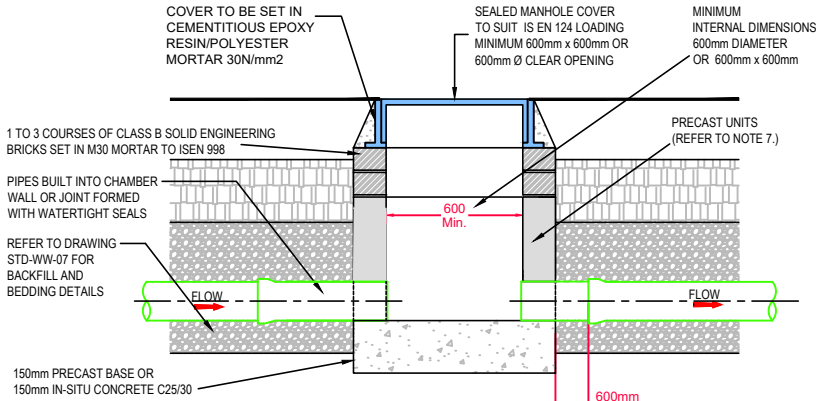 COVER TO BE SET IN
CEMENTITIOUS EPOXY
RESIN/POLYESTER
MORTAR 30N/mm2
SEALED MANHOLE COVER
TO SUIT IS EN 124 LOADING
MINIMUM 600mm x 600mm OR
600mm Ø CLEAR OPENING
MINIMUM
INTERNAL DIMENSIONS
600mm DIAMETER
OR 600mm x 600mm
1 TO 3 COURSES OF CLASS B SOLID ENGINEERING
BRICKS SET IN M30 MORTAR TO ISEN 998
PRECAST UNITS
(REFER TO NOTE 7.)
PIPES BUILT INTO CHAMBER
WALL OR JOINT FORMED
WITH WATERTIGHT SEALS
600
Min.
REFER TO DRAWING
STD-WW-07 FOR
BACKFILL AND
BEDDING DETAILS
FLOW
FLOW
150mm PRECAST BASE OR
150mm IN-SITU CONCRETE C25/30
600mm